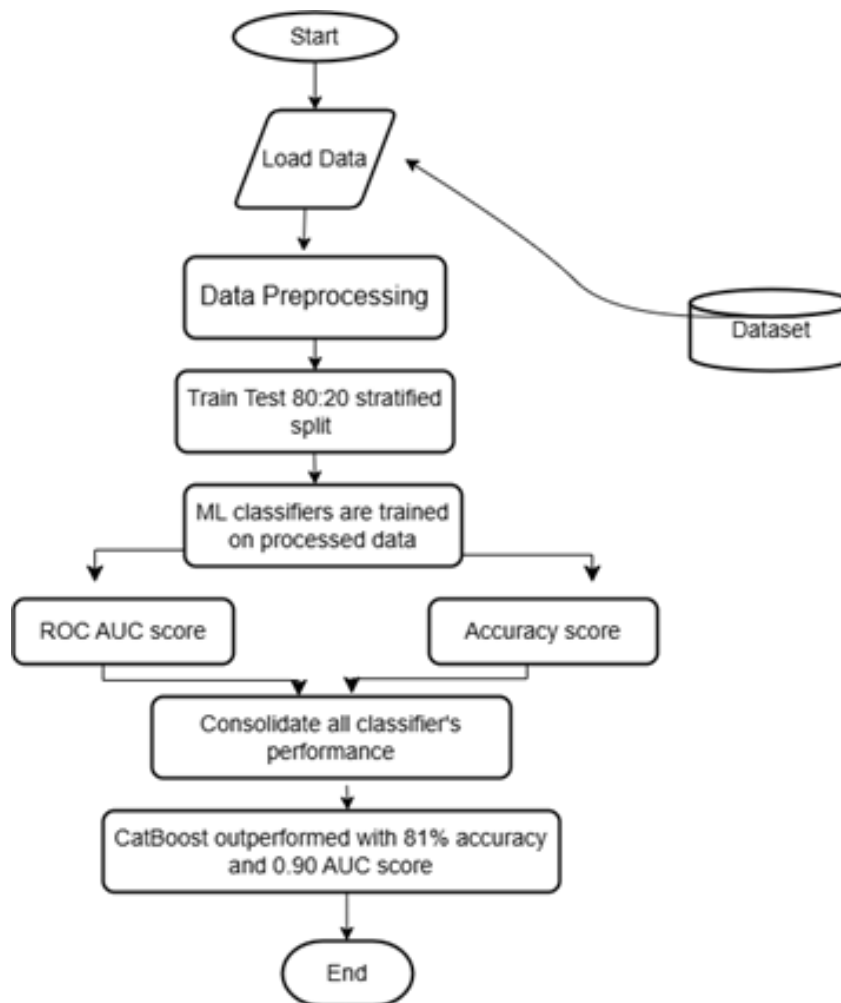 Start
Load Data
Data Preprocessing
Dataset
Train Test 80:20 stratified
split
ML classifiers are trained
on processed data
ROC AUC score
Accuracy score
Consolidate all classifier's
performance
CatBoost outperformed with 81% accuracy
and 0.90 AUC score
End